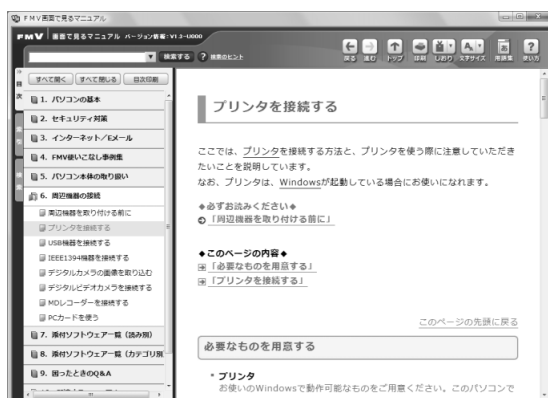 FMV画面で見るマニュアル
FMV 画面で見るマニュアル バージョン情報:V1.3-U000
検索する ? 検索のヒント
戻る 進む トップ 印刷 しおり 文字サイズ 用語集 使い方
目次
すべて開く すべて閉じる 目次印刷
1. パソコンの基本
2. セキュリティ対策
3. インターネット/Eメール
4. FMV使いこなし事例集
5. パソコン本体の取り扱い
6. 周辺機器の接続
周辺機器を取り付ける前に
プリンタを接続する
USB機器を接続する
IEEE1394機器を接続する
デジタルカメラの画像を取り込む
デジタルビデオカメラを接続する
MDレコーダーを接続する
PCカードを使う
7. 添付ソフトウェア一覧(読み別)
8. 添付ソフトウェア一覧(カテゴリ別
9. 困ったときのQ&A
プリンタを接続する
ここでは、プリンタを接続する方法と、プリンタを使う際に注意していただき
たいことを説明しています。
なお、プリンタは、Windowsが起動している場合にお使いになれます。
◆必ずお読みください◆
「周辺機器を取り付ける前に」
◆このページの内容◆
「必要なものを用意する」
「プリンタを接続する」
このページの先頭に戻る
必要なものを用意する
・プリンタ
お使いのWindowsで動作可能なものをご用意ください。このパソコンで